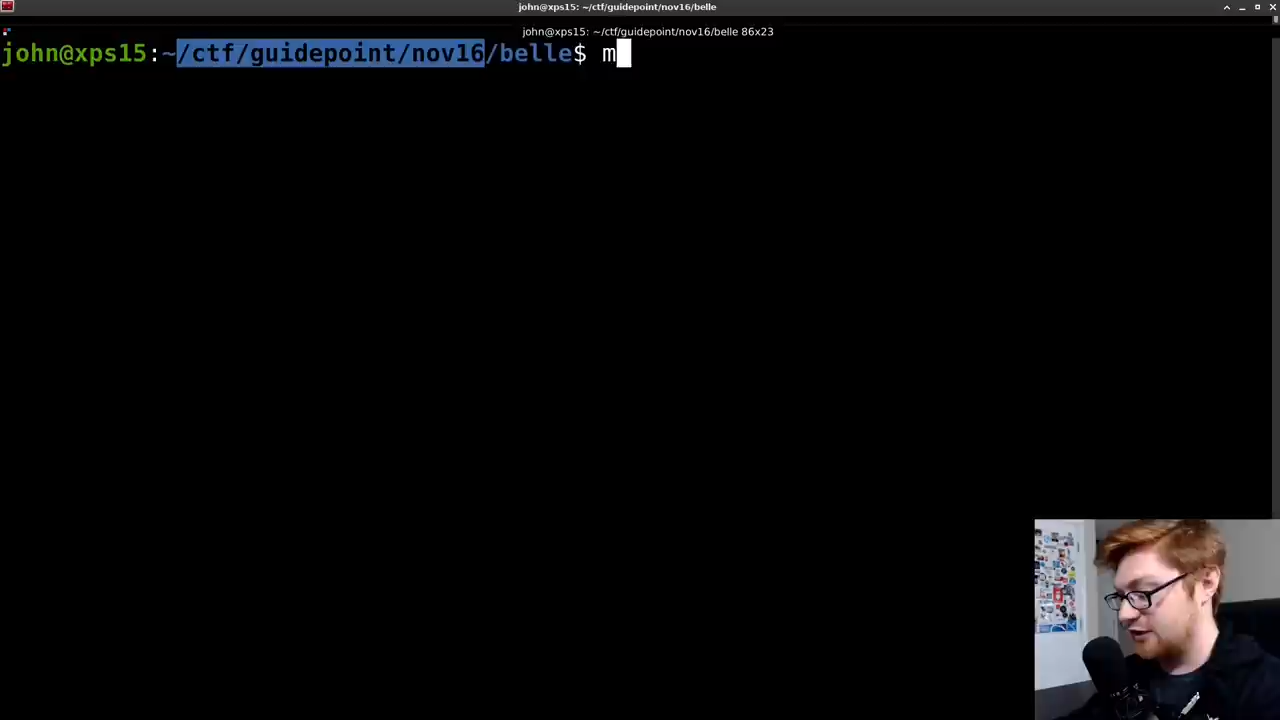 john@xps15: ~/ctf/guidepoint/nov16/belle
john@xps15: ~/ctf/guidepoint/nov16/belle 86x23
john@xps15:~/ctf/guidepoint/nov16/belle$ m